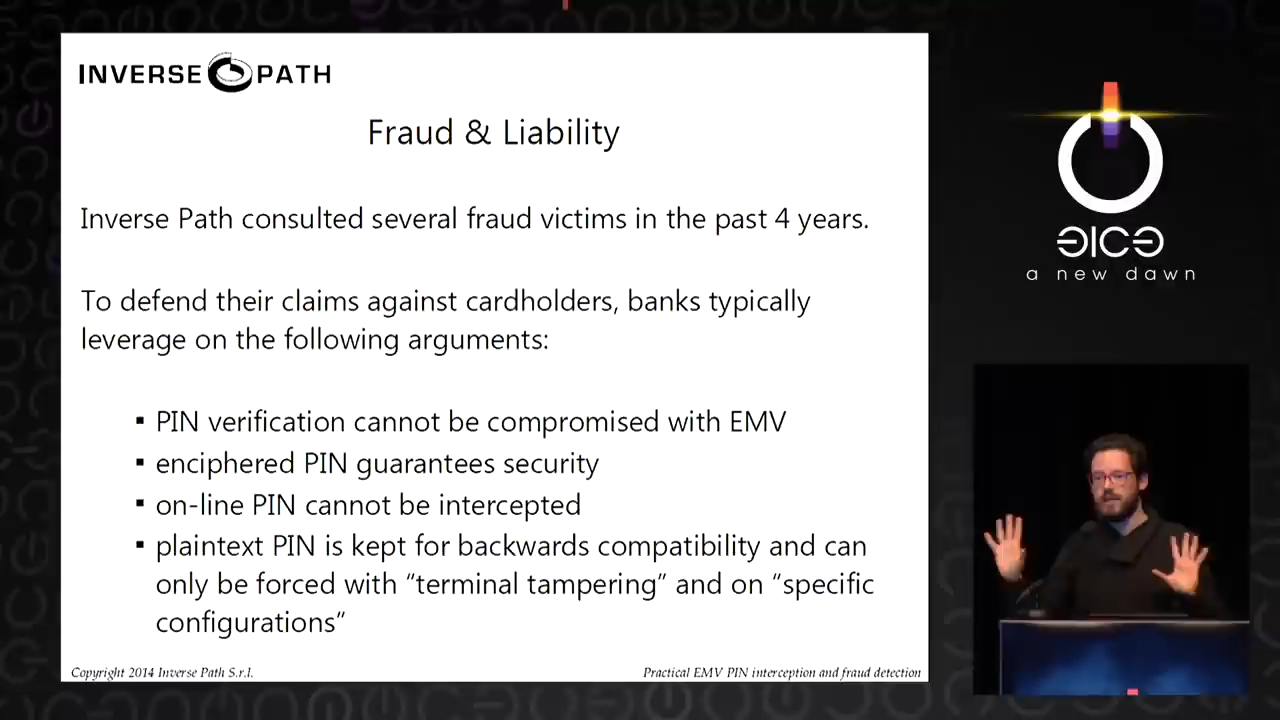 INVERSE PATH
Fraud & Liability
Inverse Path consulted several fraud victims in the past 4 years.
To defend their claims against cardholders, banks typically
leverage on the following arguments:
▪ PIN verification cannot be compromised with EMV
▪ enciphered PIN guarantees security
▪ on-line PIN cannot be intercepted
▪ plaintext PIN is kept for backwards compatibility and can
only be forced with “terminal tampering” and on “specific
configurations”
Copyright 2014 Inverse Path S.r.l.
Practical EMV PIN interception and fraud detection
a new dawn